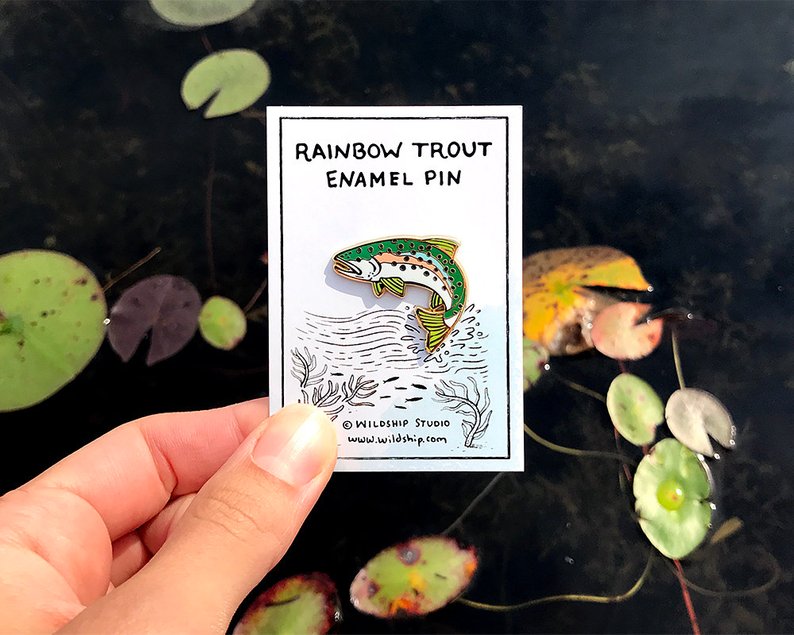 RAINBOW TROUT
ENAMEL PIN
© WILDSHIP STUDIO
www.wildship.com